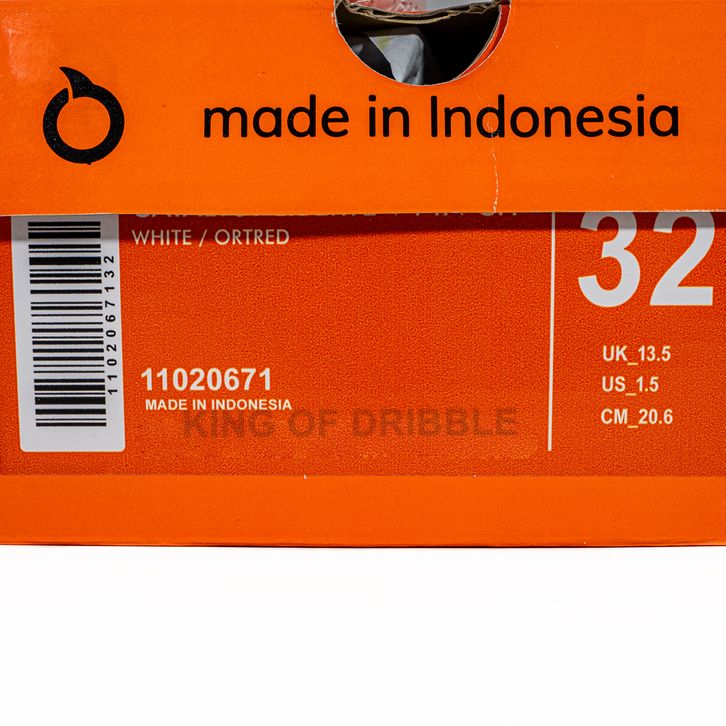 made in Indonesia
WHITE / ORTRED
32
1102067132
UK_13.5
US_1.5
CM_20.6
11020671
MADE IN INDONESIA
KING OF DRIBBLE